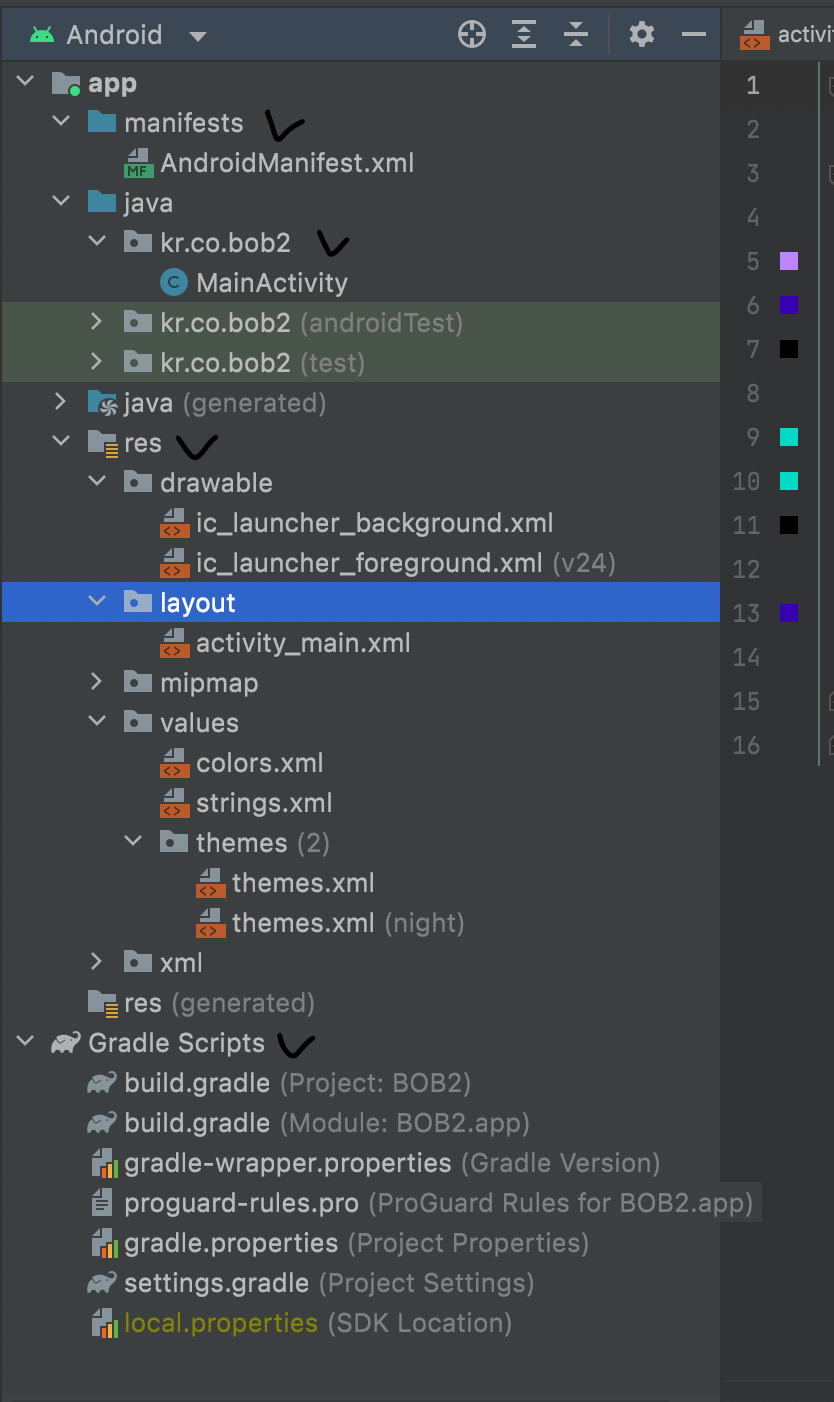 Android
app
manifests
MF AndroidManifest.xml
java
kr.co.bob2
C MainActivity
kr.co.bob2 (androidTest)
kr.co.bob2 (test)
java (generated)
res
drawable
<> ic_launcher_background.xml
<> ic_launcher_foreground.xml (v24)
layout
<> activity_main.xml
mipmap
values
<> colors.xml
<> strings.xml
themes (2)
<> themes.xml
<> themes.xml (night)
xml
res (generated)
Gradle Scripts
build.gradle (Project: BOB2)
build.gradle (Module: BOB2.app)
gradle-wrapper.properties (Gradle Version)
proguard-rules.pro (ProGuard Rules for BOB2.app)
gradle.properties (Project Properties)
settings.gradle (Project Settings)
local.properties (SDK Location)
<> activi
1
2
3
4
5
6
7
8
9
10
11
12
13
14
15
16